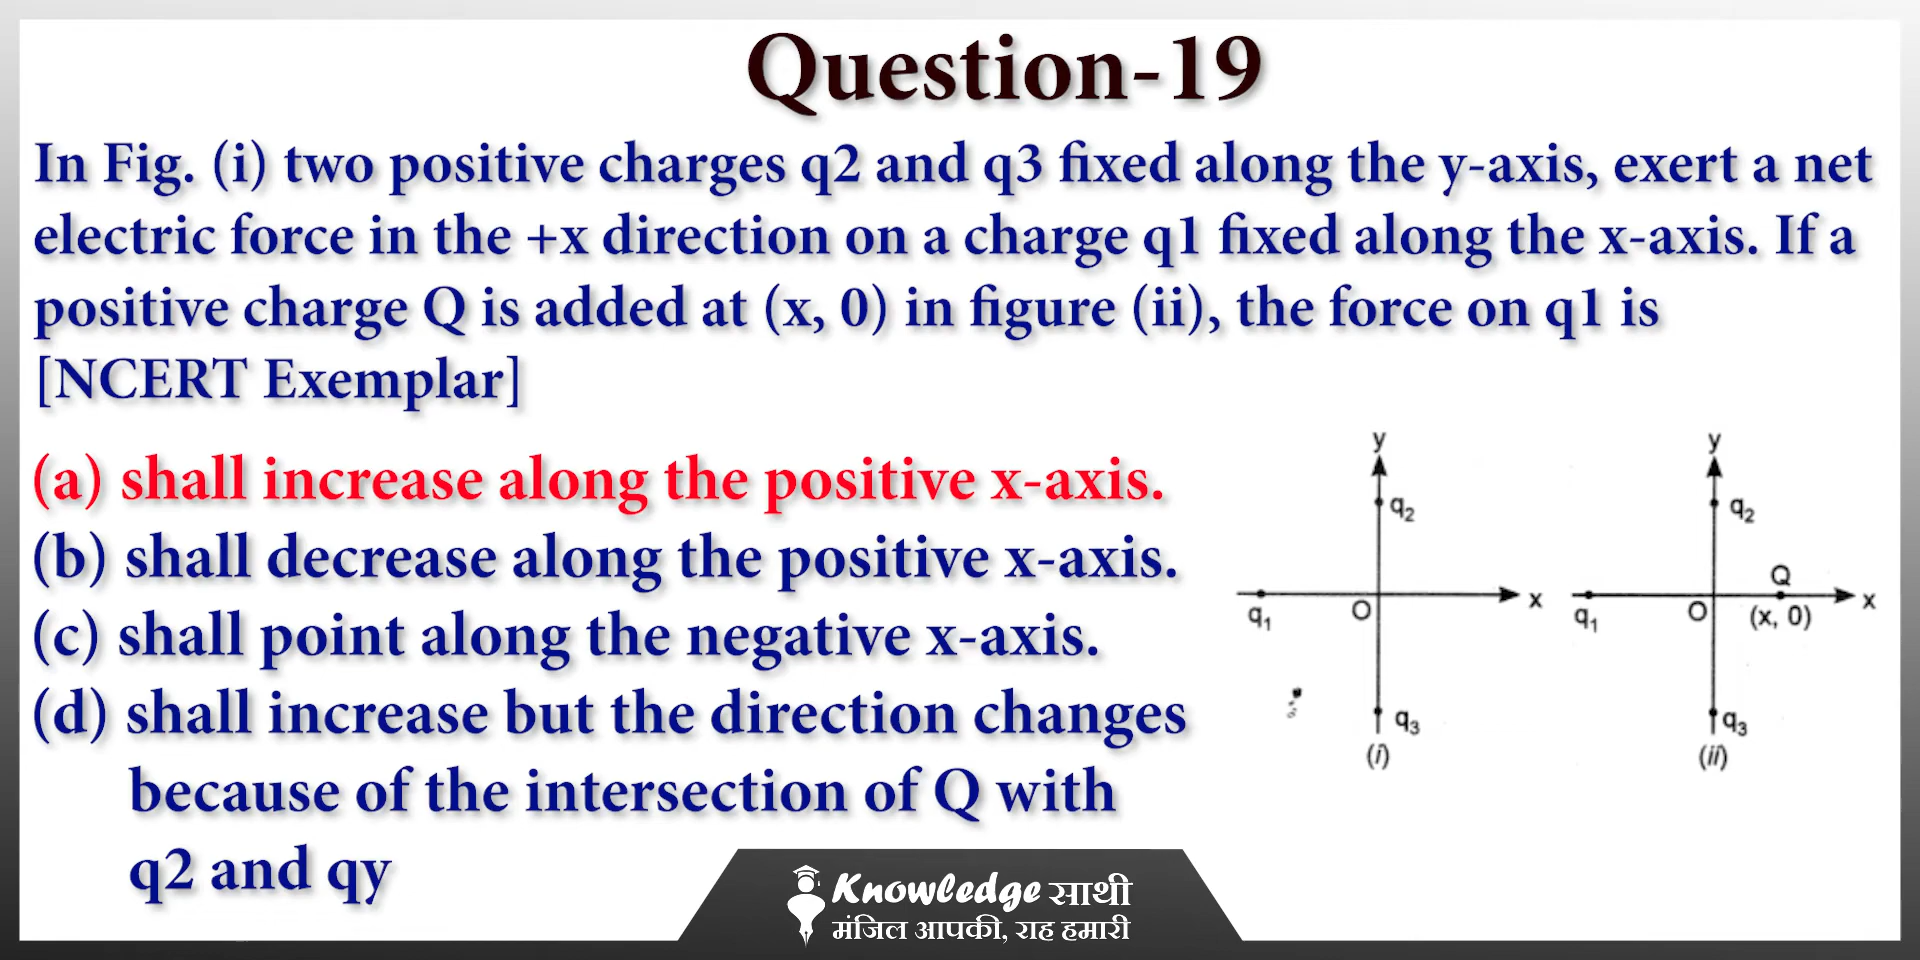 Question-19
In Fig. (i) two positive charges q2 and q3 fixed along the y-axis, exert a net
electric force in the +x direction on a charge q1 fixed along the x-axis. If a
positive charge Q is added at (x, 0) in figure (ii), the force on q1 is
[NCERT Exemplar]
(a) shall increase along the positive x-axis.
(b) shall decrease along the positive x-axis.
(c) shall point along the negative x-axis.
(d) shall increase but the direction changes
because of the intersection of Q with
q2 and qy
y
q₂
q₁
O
x
q₃
(i)
y
q₂
Q
q₁
O
(x, 0)
x
q₃
(ii)
Knowledge साथी
मंजिल आपकी, राह हमारी